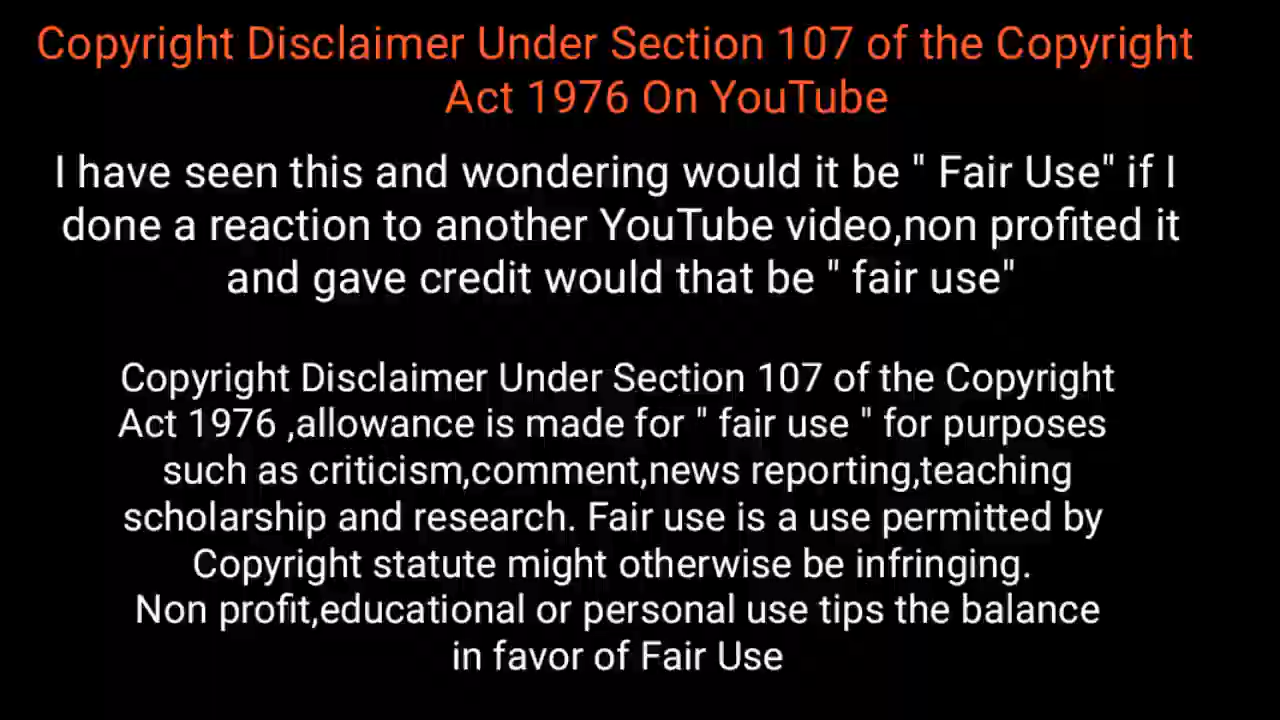 Copyright Disclaimer Under Section 107 of the Copyright
Act 1976 On YouTube
I have seen this and wondering would it be " Fair Use" if I
done a reaction to another YouTube video,non profited it
and gave credit would that be " fair use"
Copyright Disclaimer Under Section 107 of the Copyright
Act 1976 ,allowance is made for " fair use " for purposes
such as criticism,comment,news reporting,teaching
scholarship and research. Fair use is a use permitted by
Copyright statute might otherwise be infringing.
Non profit,educational or personal use tips the balance
in favor of Fair Use